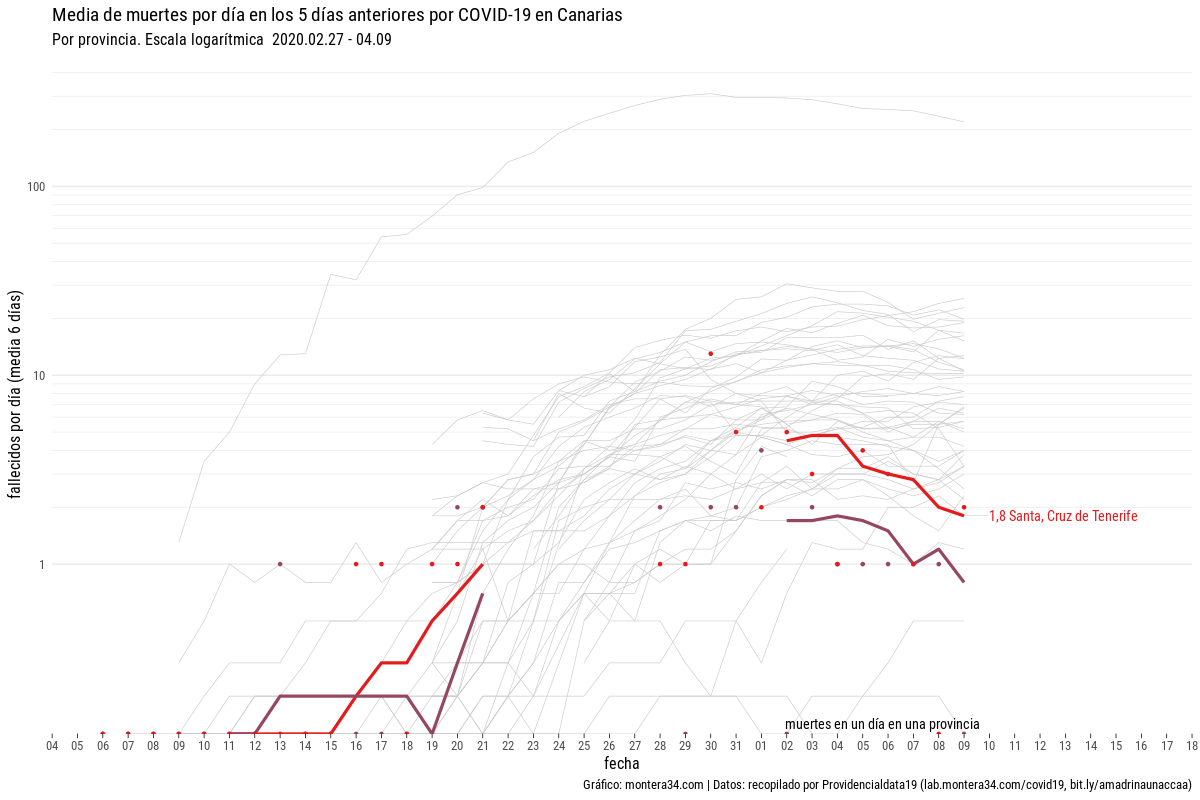 Media de muertes por día en los 5 días anteriores por COVID-19 en Canarias
Por provincia. Escala logarítmica 2020.02.27 - 04.09
fallecidos por día (media 6 días)
100
10
1
1,8 Santa, Cruz de Tenerife
muertes en un día en una provincia
04 05 06 07 08 09 10 11 12 13 14 15 16 17 18 19 20 21 22 23 24 25 26 27 28 29 30 31 01 02 03 04 05 06 07 08 09 10 11 12 13 14 15 16 17 18
fecha
Gráfico: montera34.com | Datos: recopilado por Providencialdata19 (lab.montera34.com/covid19, bit.ly/amadrinaunaccaa)